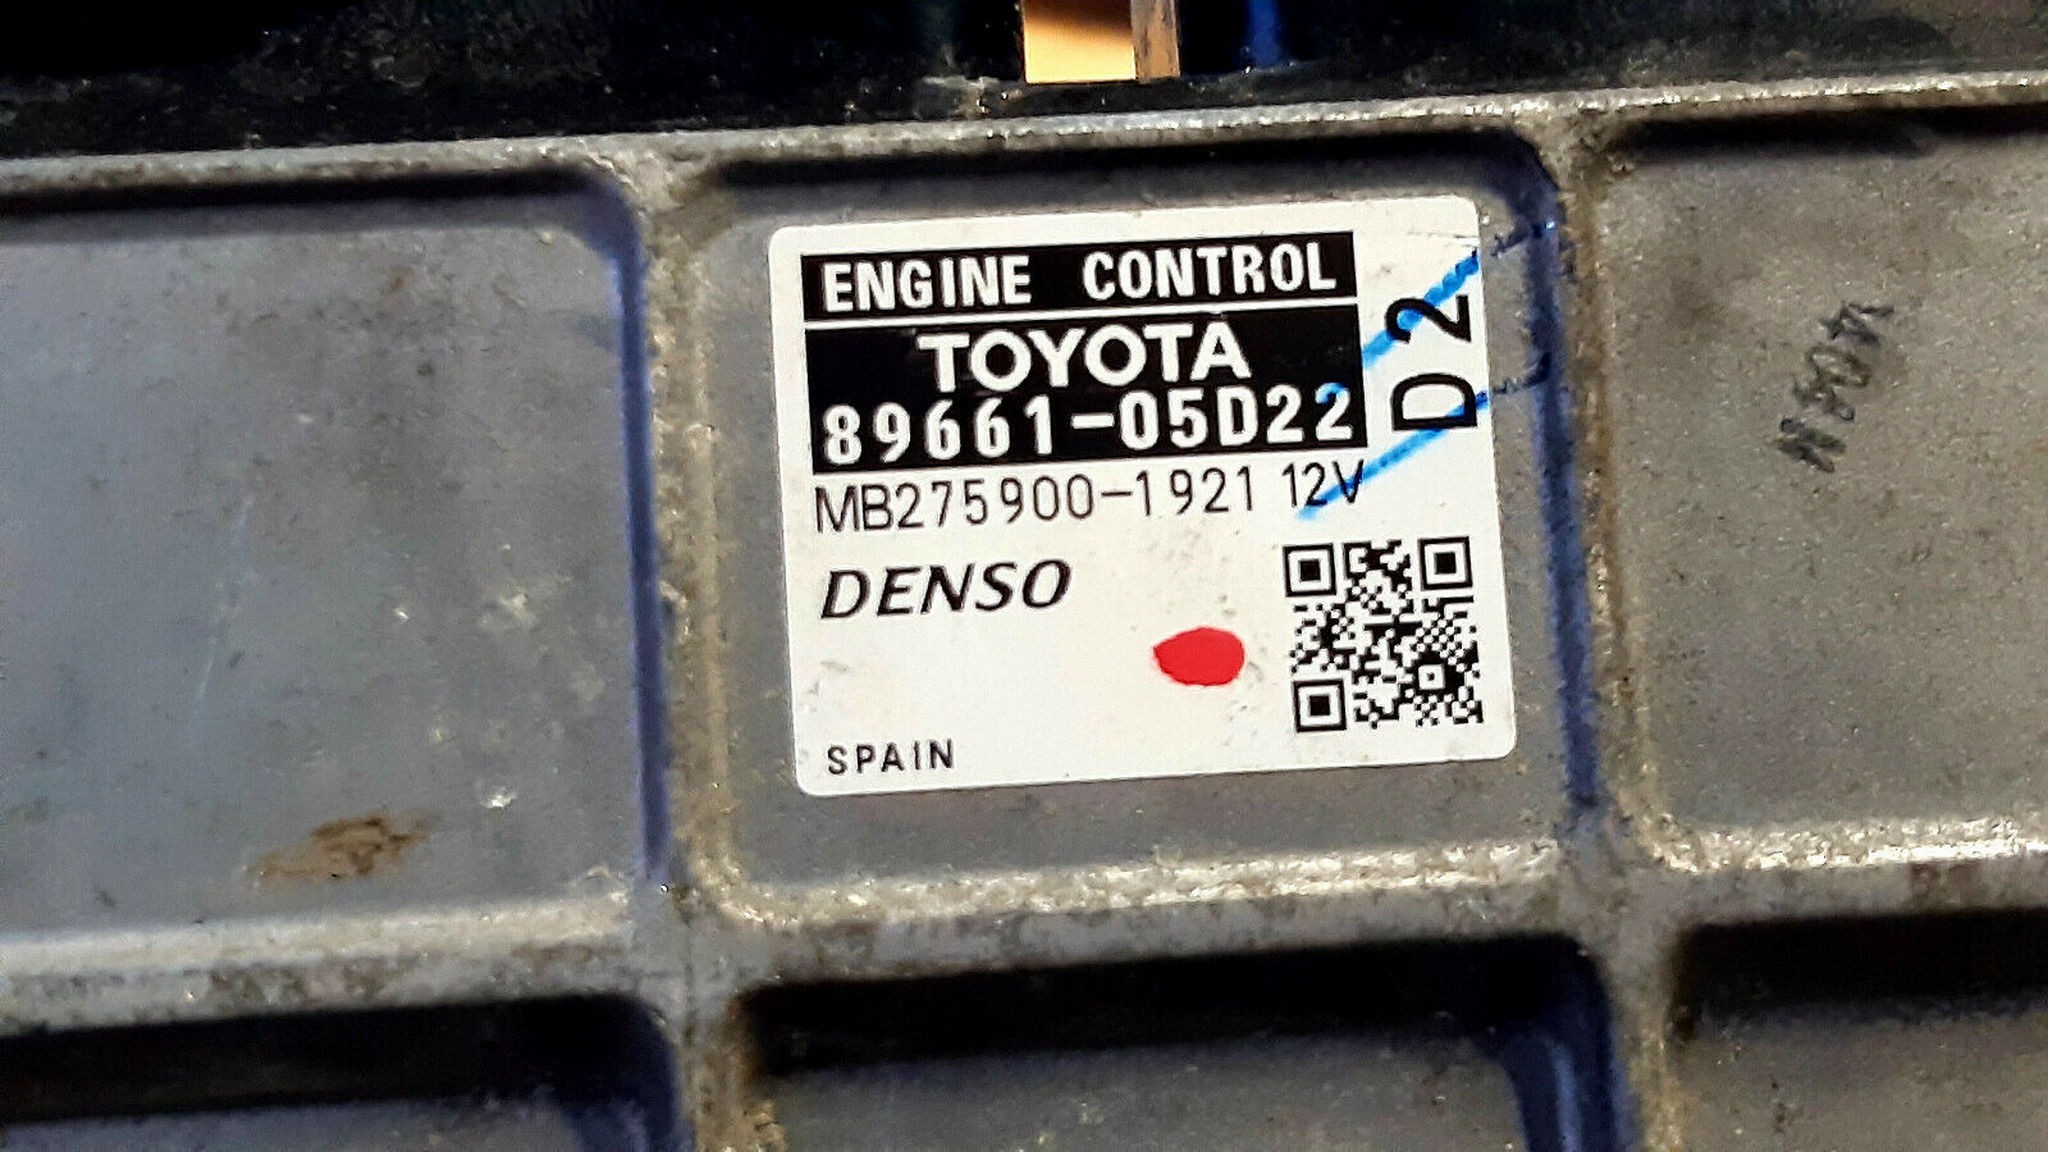 ENGINE CONTROL
TOYOTA
89661-05D22
D2
MB275900-1921 12V
DENSO
SPAIN